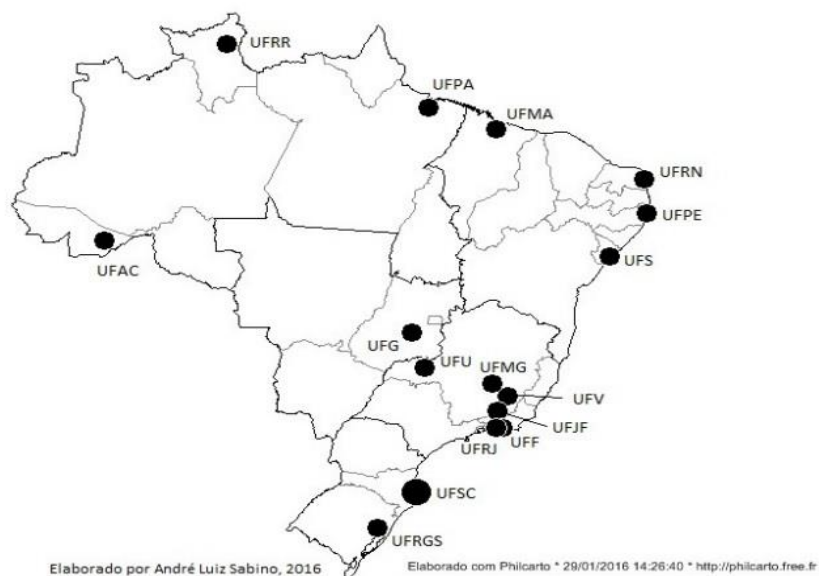 UFRR
UFPA
UFMA
UFRN
UFPE
UFS
UFAC
UFG
UFU
UFMG
UFV
UFJF
UFRJ
UFF
UFSC
UFRGS
Elaborado por André Luiz Sabino, 2016
Elaborado com Philcarto * 29/01/2016 14:26:40 * http://philcarto.free.fr